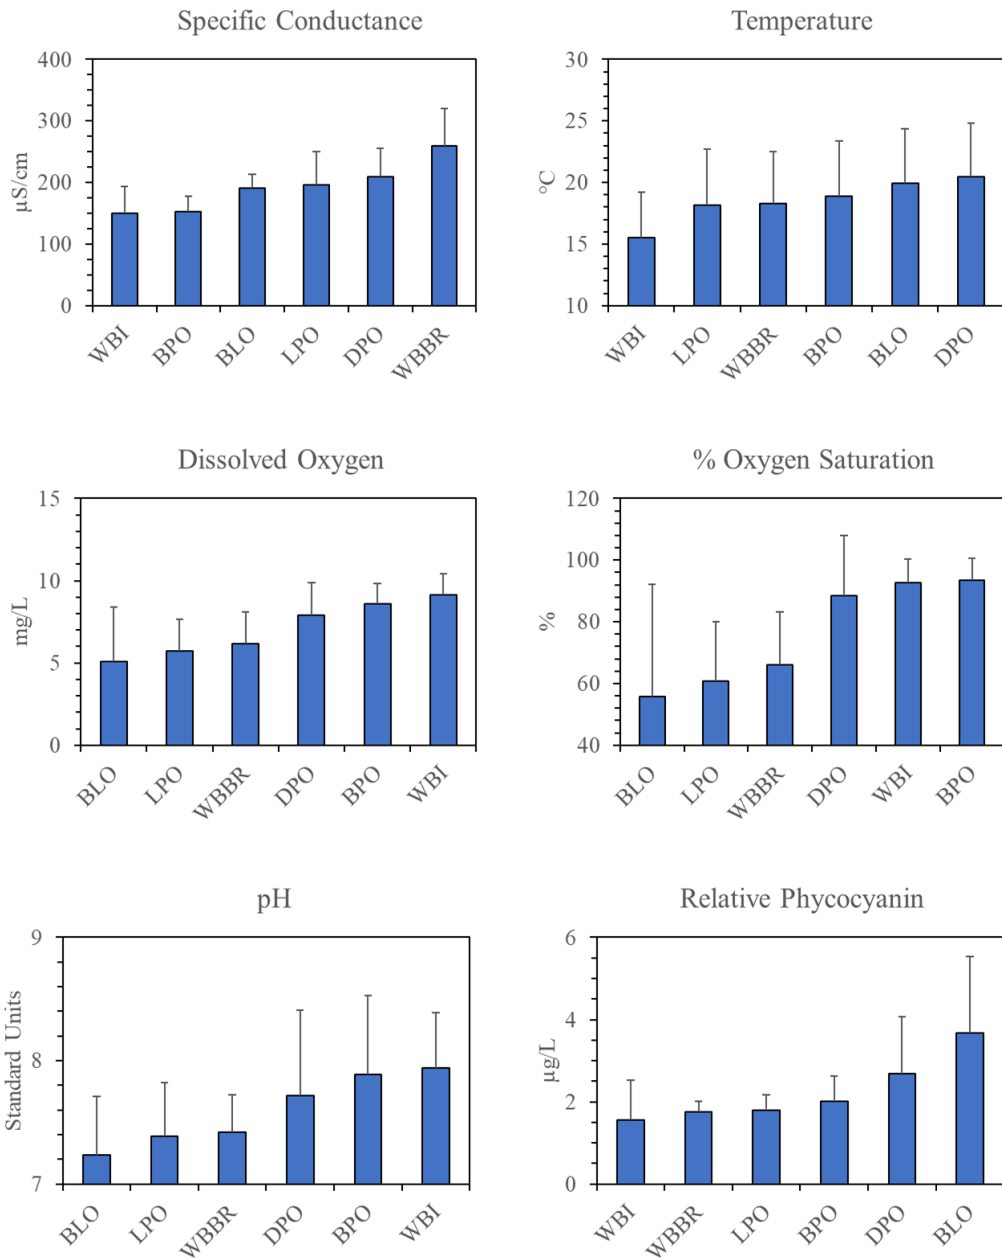 Specific Conductance
400
300
200
100
0
µS/cm
WBI BPO BLO LPO DPO WBBR
Temperature
30
25
20
15
10
°C
WBI LPO WBBR BPO BLO DPO
Dissolved Oxygen
15
10
5
0
mg/L
BLO LPO WBBR DPO BPO WBI
% Oxygen Saturation
120
100
80
60
40
%
BLO LPO WBBR DPO WBI BPO
pH
9
8
7
Standard Units
BLO LPO WBBR DPO BPO WBI
Relative Phycocyanin
6
4
2
0
µg/L
WBI WBBR LPO BPO DPO BLO